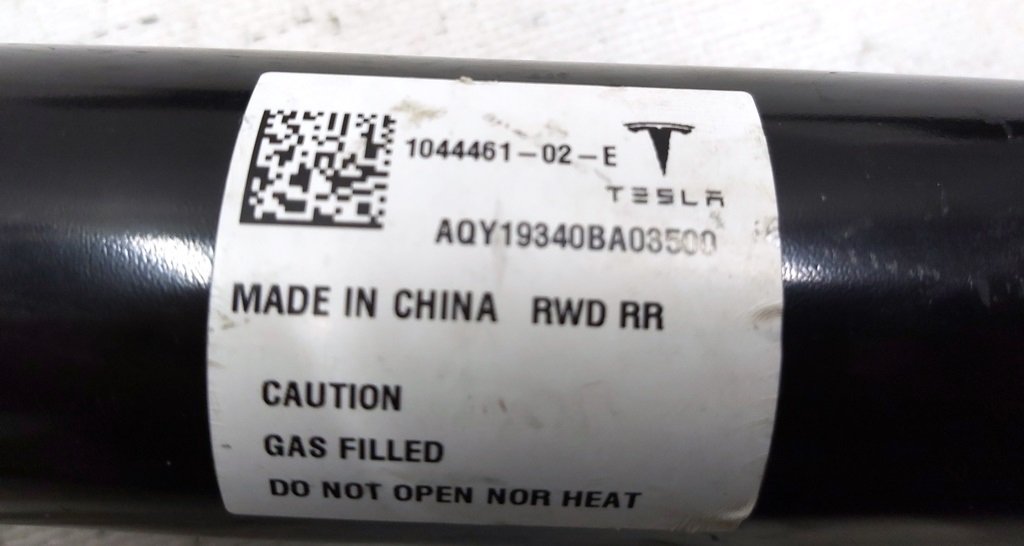 1044461-02-E
TESLA
AQY19340BA03500
MADE IN CHINA RWD RR
CAUTION
GAS FILLED
DO NOT OPEN NOR HEAT